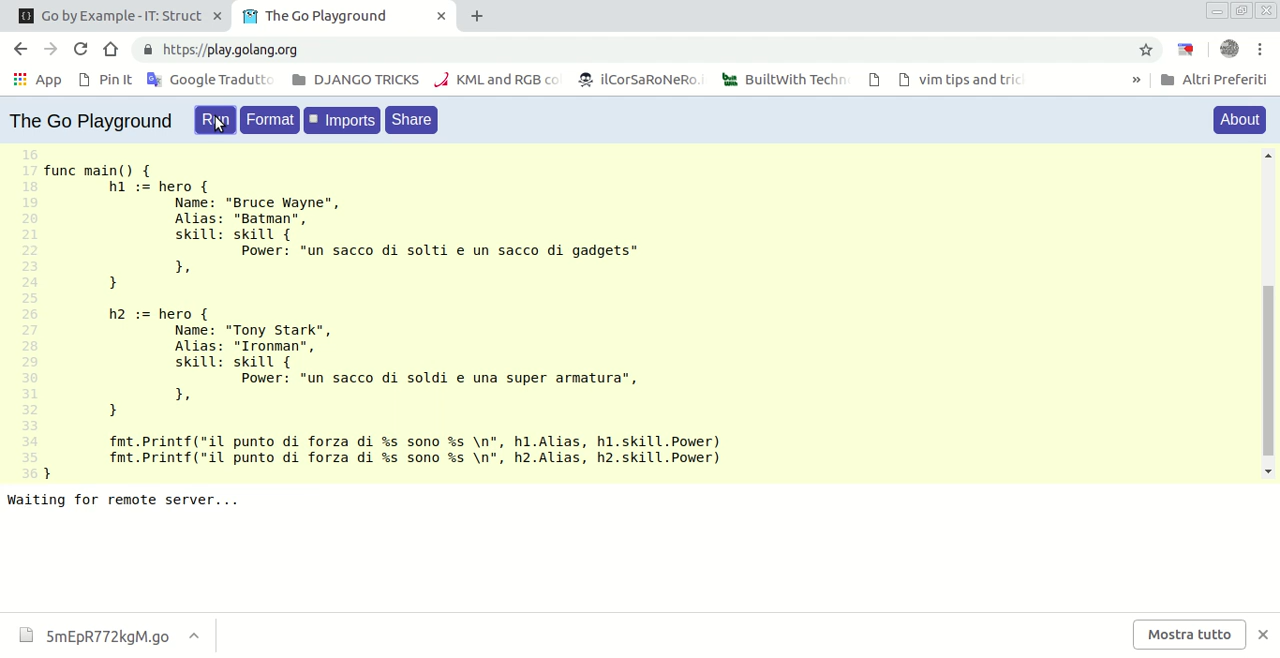 Go by Example - IT: Struct
The Go Playground
https://play.golang.org
App Pin It Google Tradutto DJANGO TRICKS KML and RGB co ilCorSaRoNeRo.i BuiltWith Techn vim tips and tric » Altri Preferiti
The Go Playground Run Format Imports Share About
16
17 func main() {
18 h1 := hero {
19 Name: "Bruce Wayne",
20 Alias: "Batman",
21 skill: skill {
22 Power: "un sacco di solti e un sacco di gadgets"
23 },
24 }
25
26 h2 := hero {
27 Name: "Tony Stark",
28 Alias: "Ironman",
29 skill: skill {
30 Power: "un sacco di soldi e una super armatura",
31 },
32 }
33
34 fmt.Printf("il punto di forza di %s sono %s \n", h1.Alias, h1.skill.Power)
35 fmt.Printf("il punto di forza di %s sono %s \n", h2.Alias, h2.skill.Power)
36 }
Waiting for remote server...
5mEpR772kgM.go
Mostra tutto